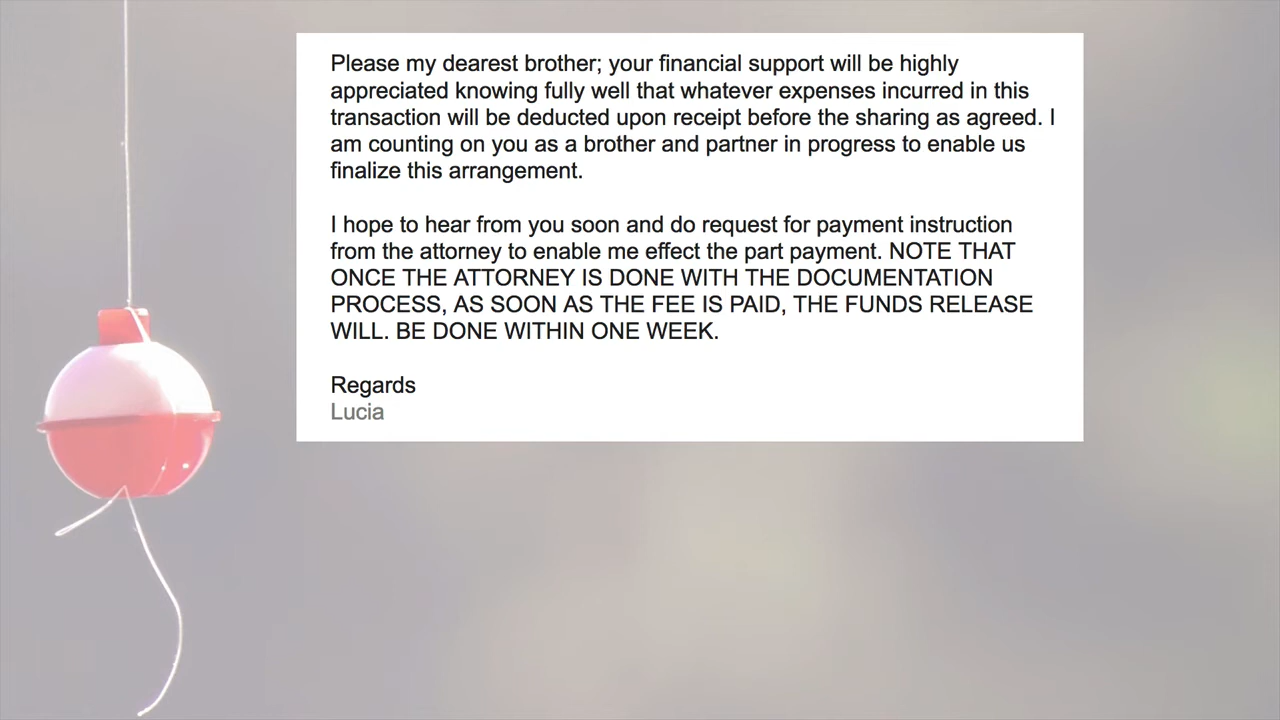 Please my dearest brother; your financial support will be highly
appreciated knowing fully well that whatever expenses incurred in this
transaction will be deducted upon receipt before the sharing as agreed. I
am counting on you as a brother and partner in progress to enable us
finalize this arrangement.
I hope to hear from you soon and do request for payment instruction
from the attorney to enable me effect the part payment. NOTE THAT
ONCE THE ATTORNEY IS DONE WITH THE DOCUMENTATION
PROCESS, AS SOON AS THE FEE IS PAID, THE FUNDS RELEASE
WILL. BE DONE WITHIN ONE WEEK.
Regards
Lucia